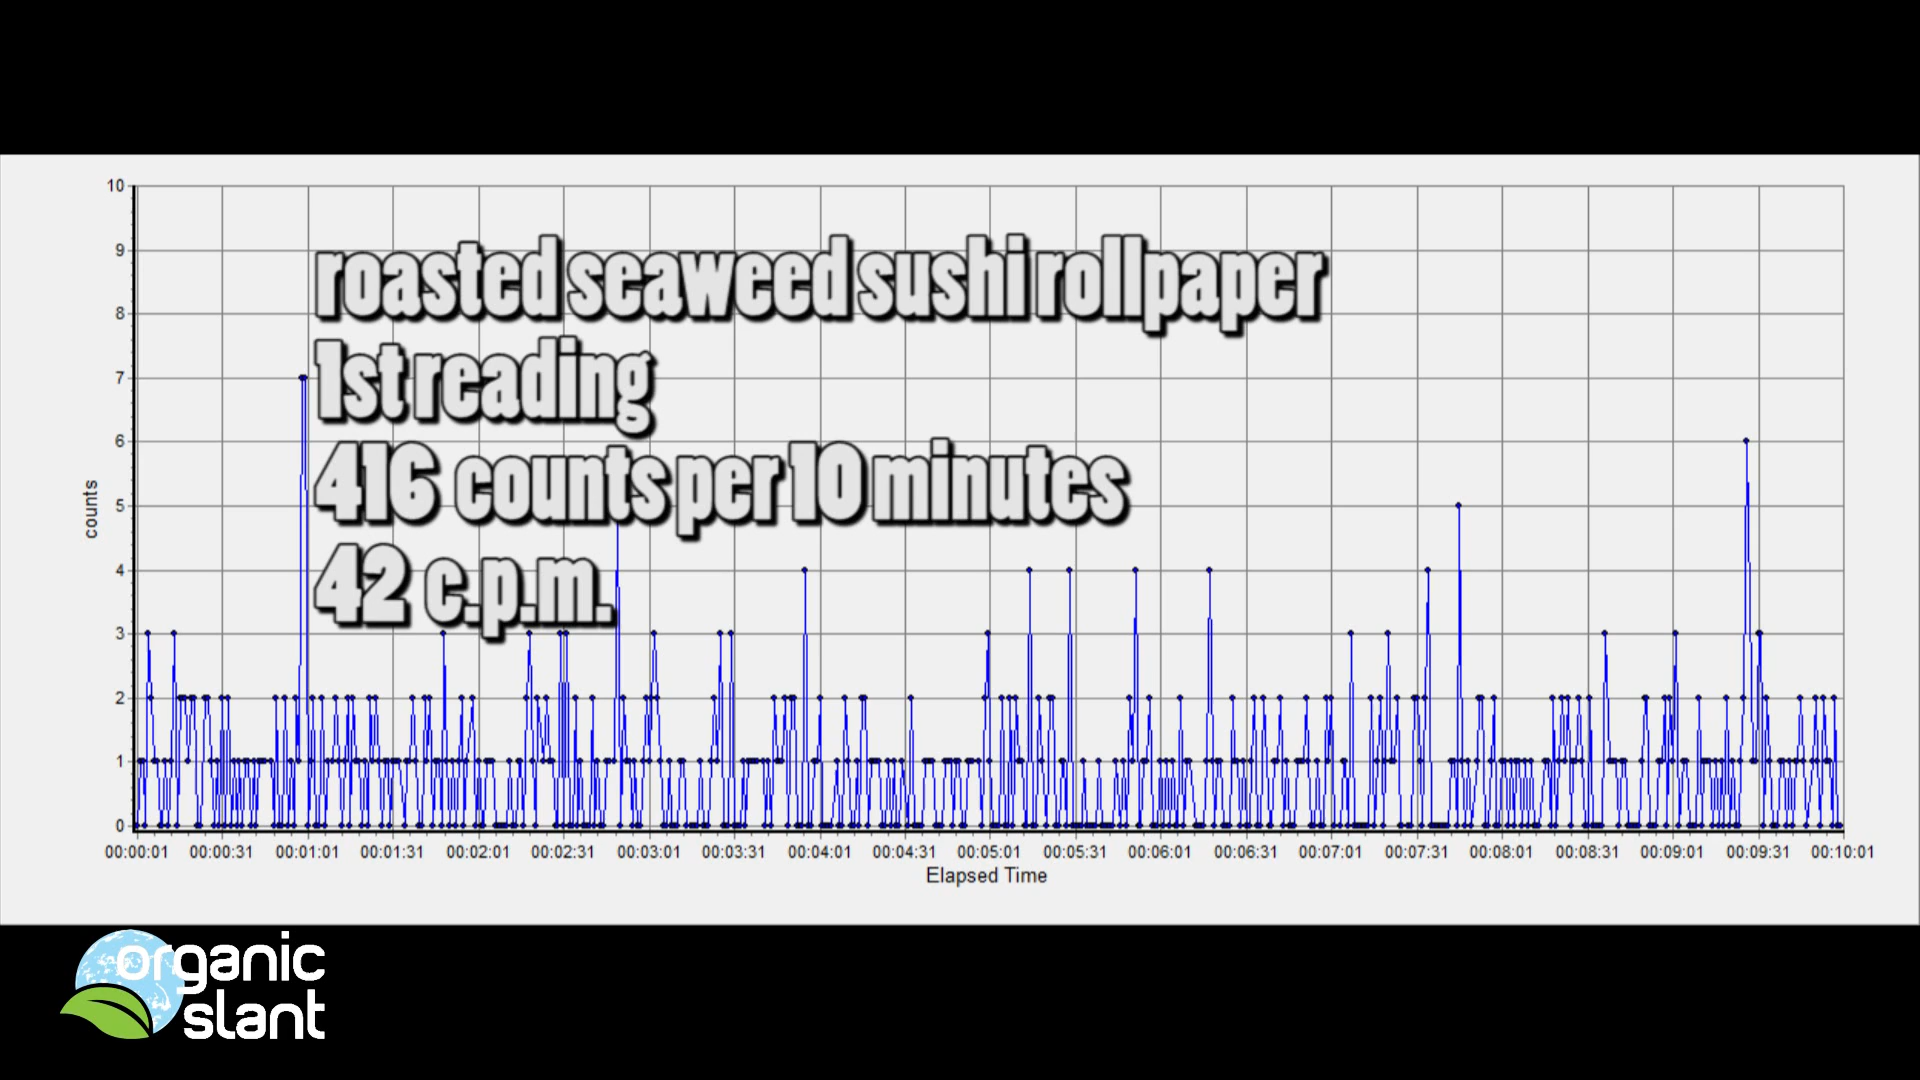 10
9
roasted seaweed sushi roll paper
8
7
1st reading
6
416 counts per 10 minutes
5
counts
4
42 c.p.m.
3
2
1
0
00:00:01 00:00:31 00:01:01 00:01:31 00:02:01 00:02:31 00:03:01 00:03:31 00:04:01 00:04:31 00:05:01 00:05:31 00:06:01 00:06:31 00:07:01 00:07:31 00:08:01 00:08:31 00:09:01 00:09:31 00:10:01
Elapsed Time
organic
slant